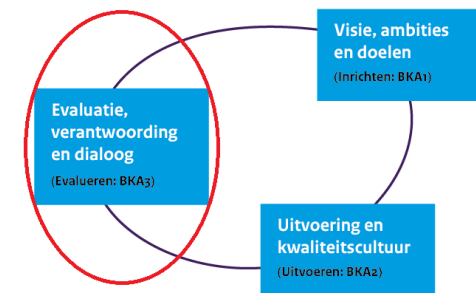 Visie, ambities
en doelen
(Inrichten: BKA1)
Evaluatie,
verantwoording
en dialoog
(Evalueren: BKA3)
Uitvoering en
kwaliteitscultuur
(Uitvoeren: BKA2)